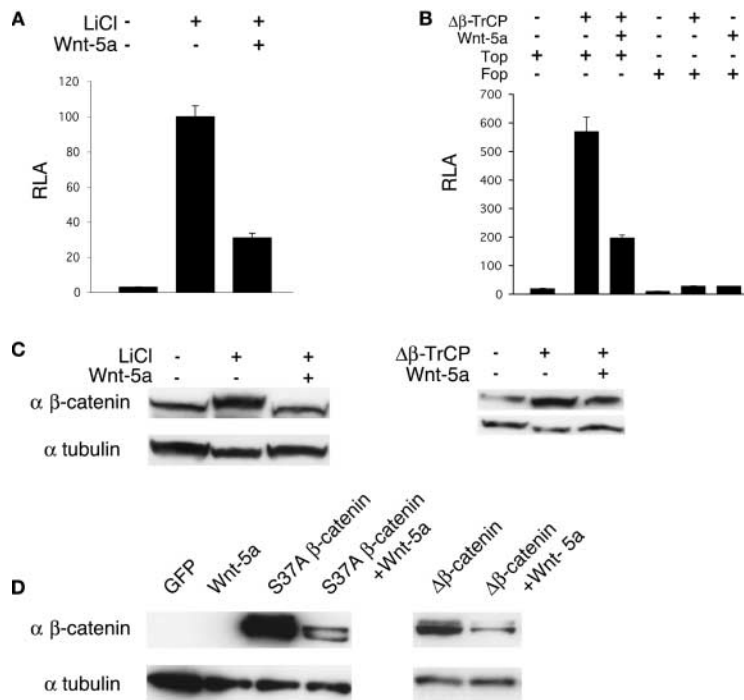 A
LiCl - + +
Wnt-5a - - +
RLA
120
100
80
60
40
20
0
B
Δβ-TrCP - + + - + -
Wnt-5a - - + - - +
Top + + + - - -
Fop - - - + + +
RLA
700
600
500
400
300
200
100
0
C
LiCl - + +
Wnt-5a - - +
α β-catenin
α tubulin
Δβ-TrCP - + +
Wnt-5a - - +
D
GFP
Wnt-5a
S37A β-catenin
S37A β-catenin
+Wnt- 5a
Δβ-catenin
Δβ-catenin
+ Wnt- 5a
α β-catenin
α tubulin